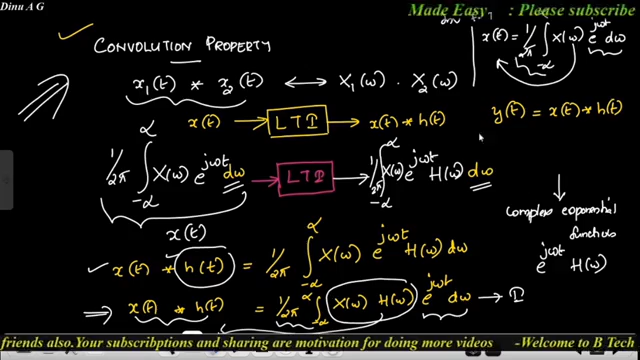 Dinu A G
Made Easy : Please subscribe
CONVOLUTION PROPERTY
x(t) = 1/2π ∫_{-α}^{α} X(ω) e^{jωt} dω
x₁(t) * x₂(t) ⟷ X₁(ω) . X₂(ω)
x(t) → LTI → x(t) * h(t)
y(t) = x(t) * h(t)
1/2π ∫_{-α}^{α} X(ω) e^{jωt} dω → LTI → 1/2π ∫_{-α}^{α} X(ω) e^{jωt} H(ω) dω
x(t)
complex exponential
functions
e^{jωt} H(ω)
x(t) * h(t) = 1/2π ∫_{-α}^{α} X(ω) e^{jωt} H(ω) dω
⇒ x(t) * h(t) = 1/2π ∫_{-α}^{α} X(ω) H(ω) e^{jωt} dω → I
friends also.Your subscribptions and sharing are motivation for doing more videos -Welcome to B Tech